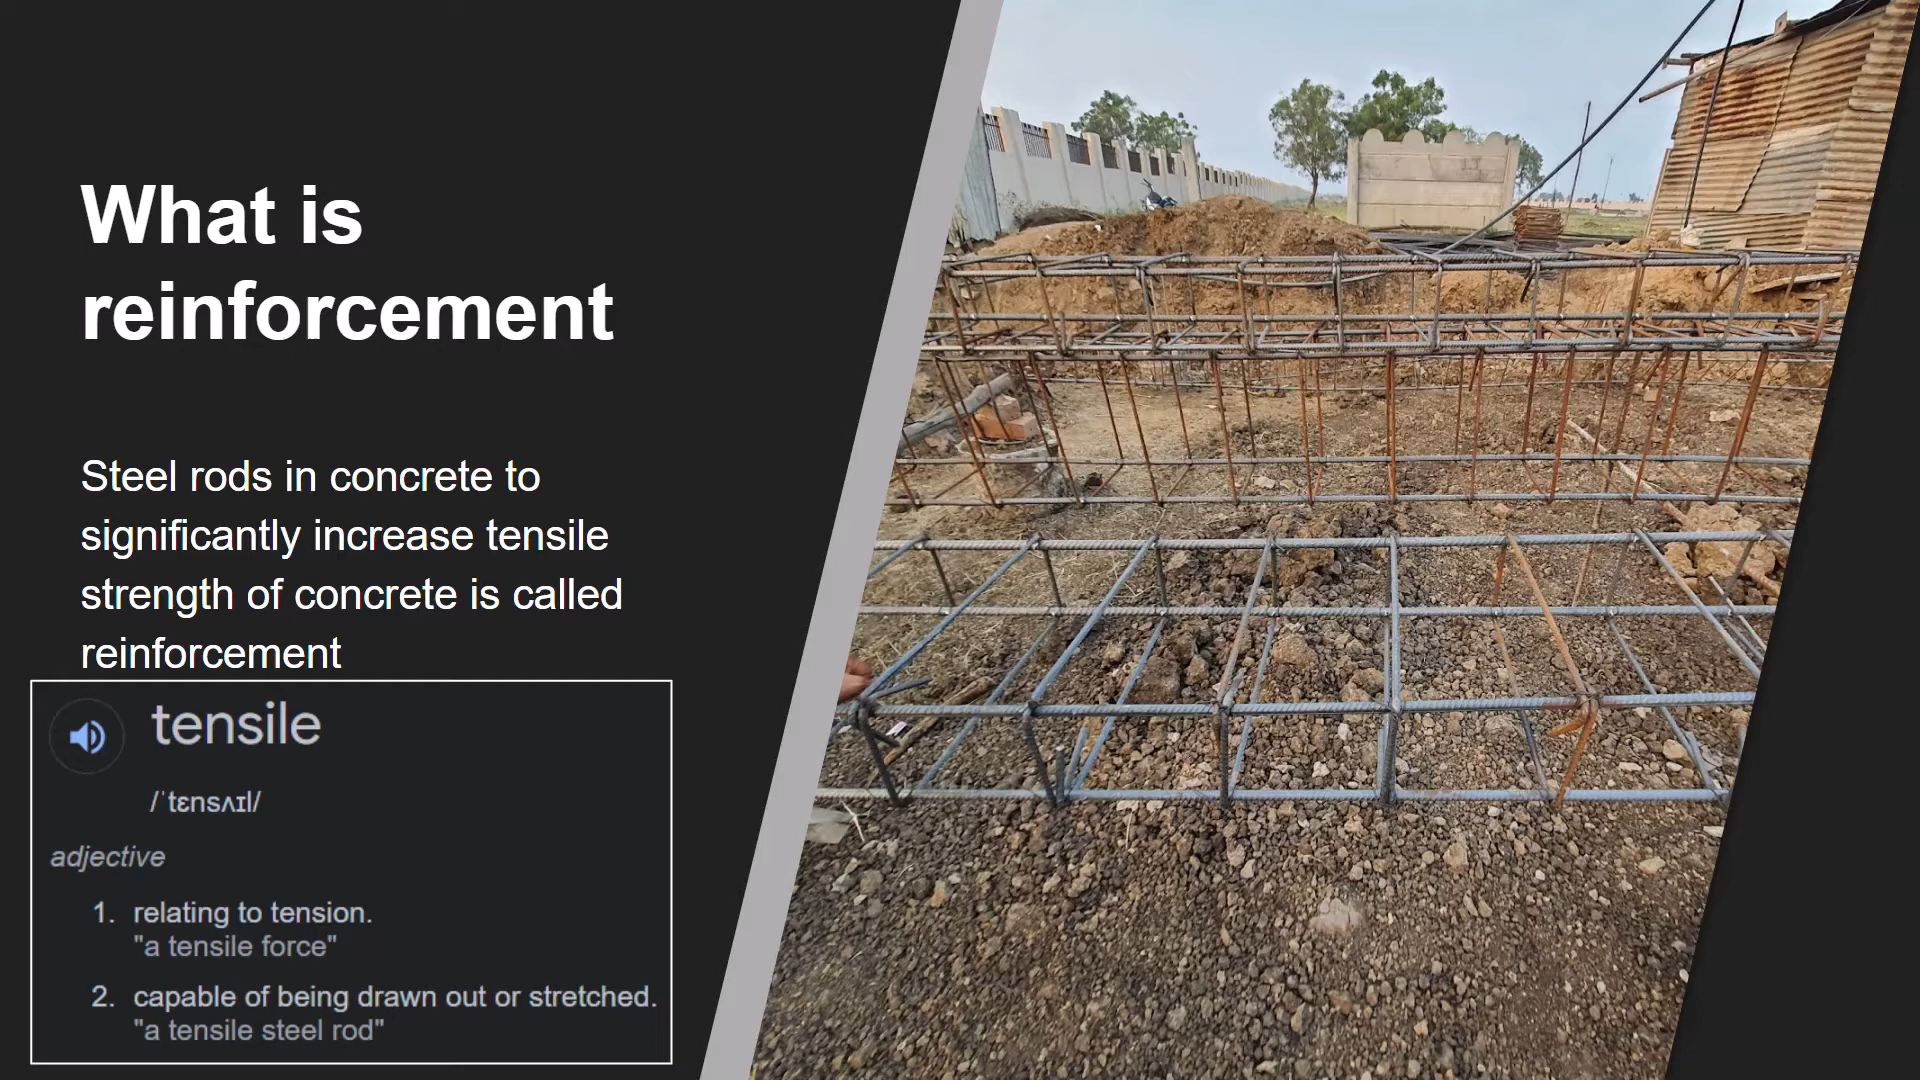 What is
reinforcement
Steel rods in concrete to
significantly increase tensile
strength of concrete is called
reinforcement
tensile
/ˈtɛnsʌɪl/
adjective
1. relating to tension.
"a tensile force"
2. capable of being drawn out or stretched.
"a tensile steel rod"